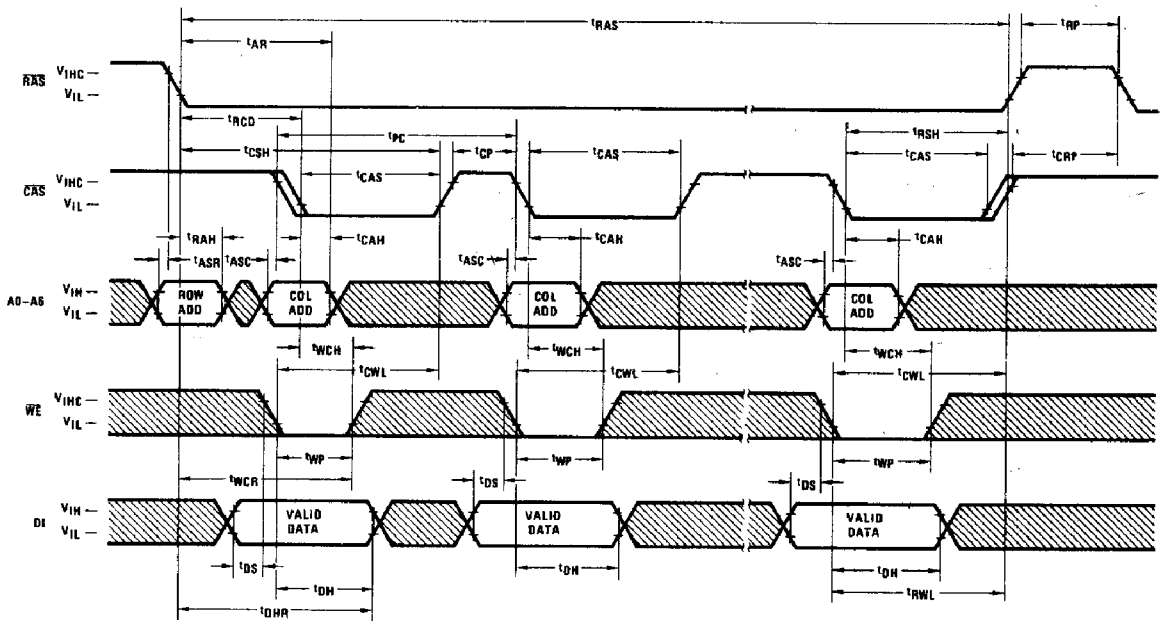 tRAS
tRP
tAR
RAS VIHC
VIL
tRCD
tPC
tRSH
tCSH
tCP
tCAS
tCAS
tCRP
tCAS
CAS VIHC
VIL
tRAH
tCAH
tCAH
tCAH
tASR
tASC
tASC
tASC
A0–A6 VIH
VIL
ROW ADD
COL ADD
COL ADD
COL ADD
tWCH
tWCH
tWCH
tCWL
tCWL
tCWL
WE VIHC
VIL
tWP
tWP
tWP
tWCR
tDS
tDS
DI VIH
VIL
VALID DATA
VALID DATA
VALID DATA
tDS
tDH
tDH
tDH
tDHR
tRWL